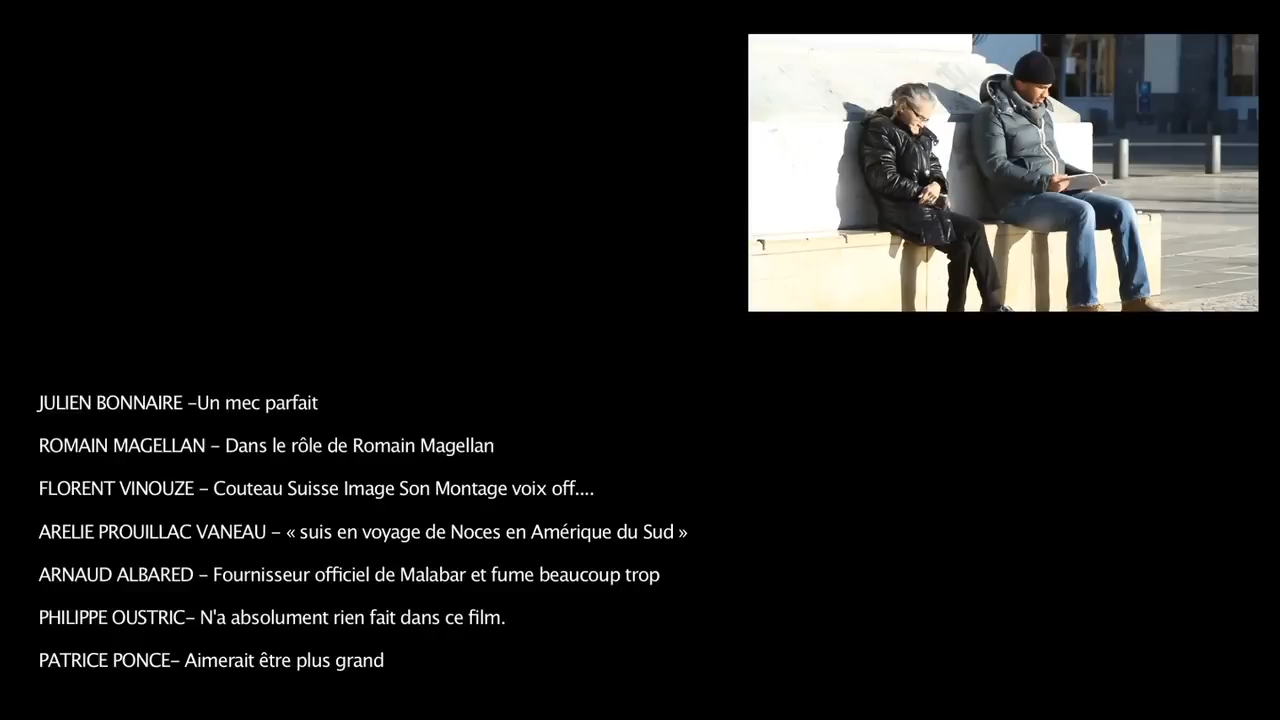 JULIEN BONNAIRE –Un mec parfait
ROMAIN MAGELLAN – Dans le rôle de Romain Magellan
FLORENT VINOUZE – Couteau Suisse Image Son Montage voix off....
ARELIE PROUILLAC VANEAU – « suis en voyage de Noces en Amérique du Sud »
ARNAUD ALBARED – Fournisseur officiel de Malabar et fume beaucoup trop
PHILIPPE OUSTRIC– N'a absolument rien fait dans ce film.
PATRICE PONCE– Aimerait être plus grand